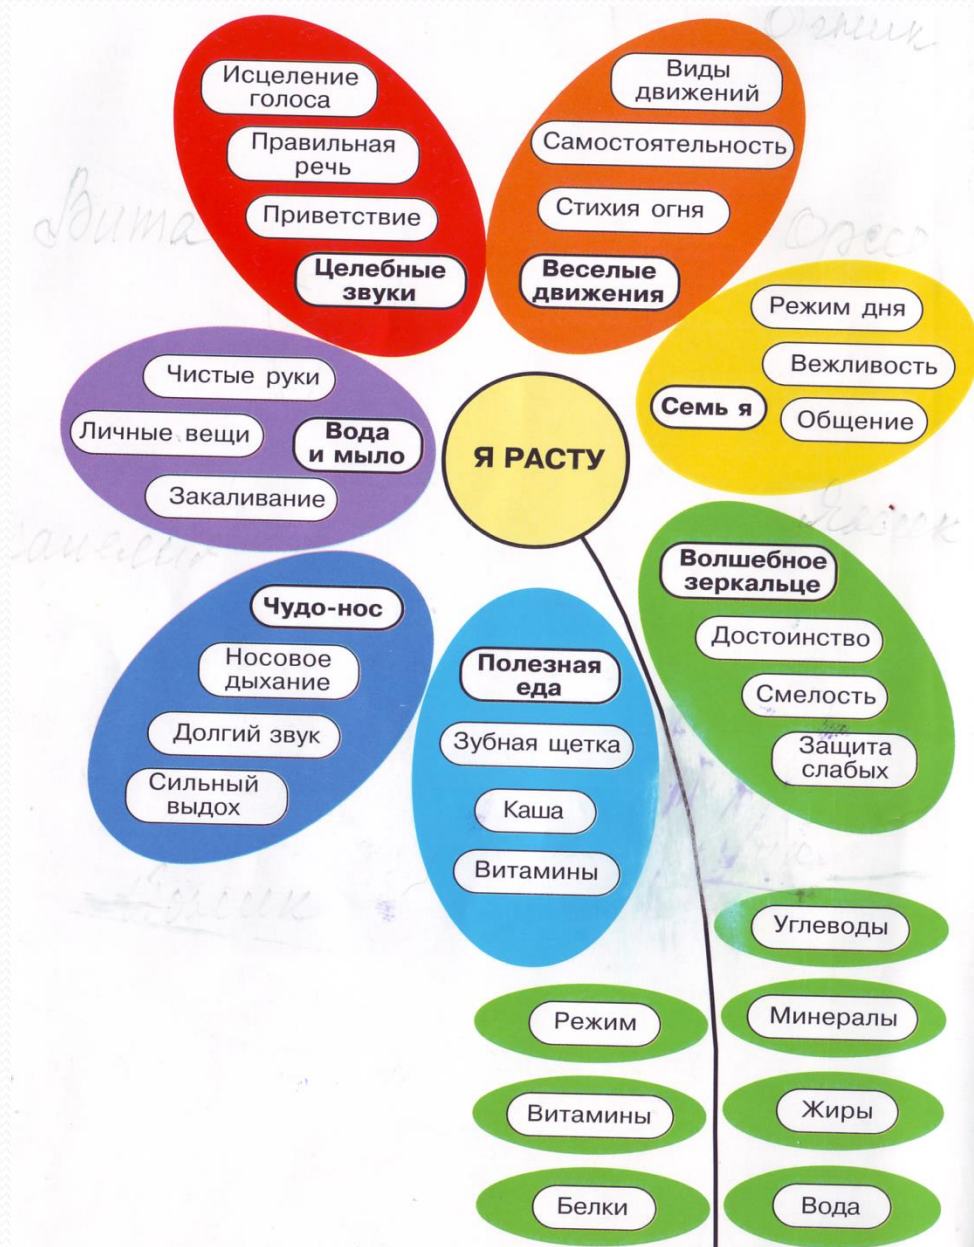 Исцеление
голоса
Правильная
речь
Приветствие
Целебные
звуки
Виды
движений
Самостоятельность
Стихия огня
Веселые
движения
Режим дня
Вежливость
Семь я
Общение
Чистые руки
Личные вещи
Вода
и мыло
Закаливание
Я РАСТУ
Волшебное
зеркальце
Достоинство
Смелость
Защита
слабых
Чудо-нос
Носовое
дыхание
Долгий звук
Сильный
выдох
Полезная
еда
Зубная щетка
Каша
Витамины
Углеводы
Режим
Минералы
Витамины
Жиры
Белки
Вода
Огник
Вита